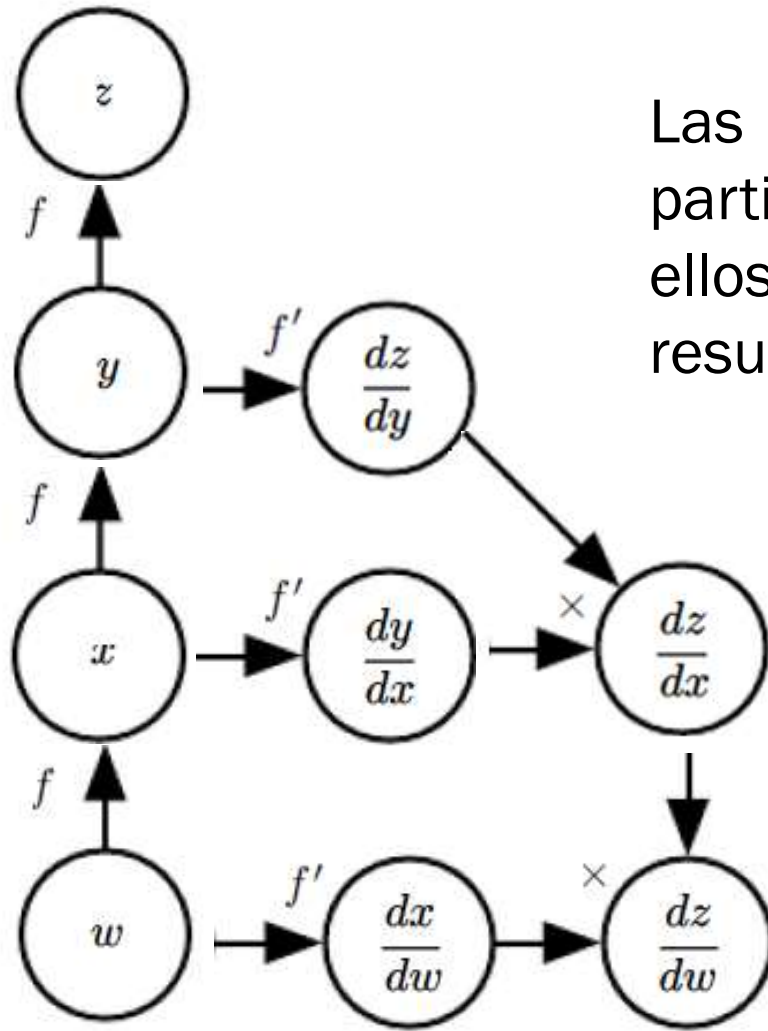 z
Las
f
parti
ellos
resu
y
f'
dz
dy
f
x
f'
dy
dx
×
dz
dx
f
w
f'
dx
dw
×
dz
dw